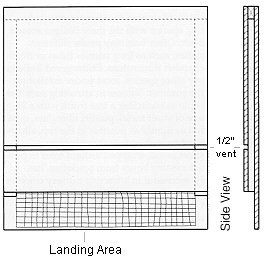 1/2"
vent
Side View
Landing Area